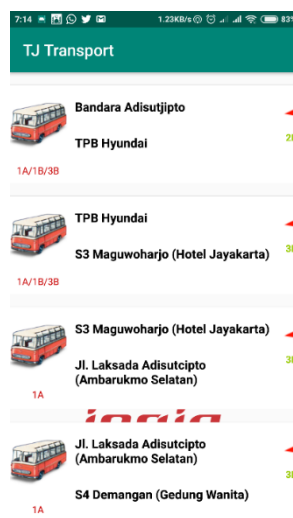 7:14 1.23KB/s 83%
TJ Transport
Bandara Adisutjipto
TPB Hyundai
1A/1B/3B
TPB Hyundai
S3 Maguwoharjo (Hotel Jayakarta)
1A/1B/3B
S3 Maguwoharjo (Hotel Jayakarta)
Jl. Laksada Adisutcipto
(Ambarukmo Selatan)
1A
Jl. Laksada Adisutcipto
(Ambarukmo Selatan)
S4 Demangan (Gedung Wanita)
1A